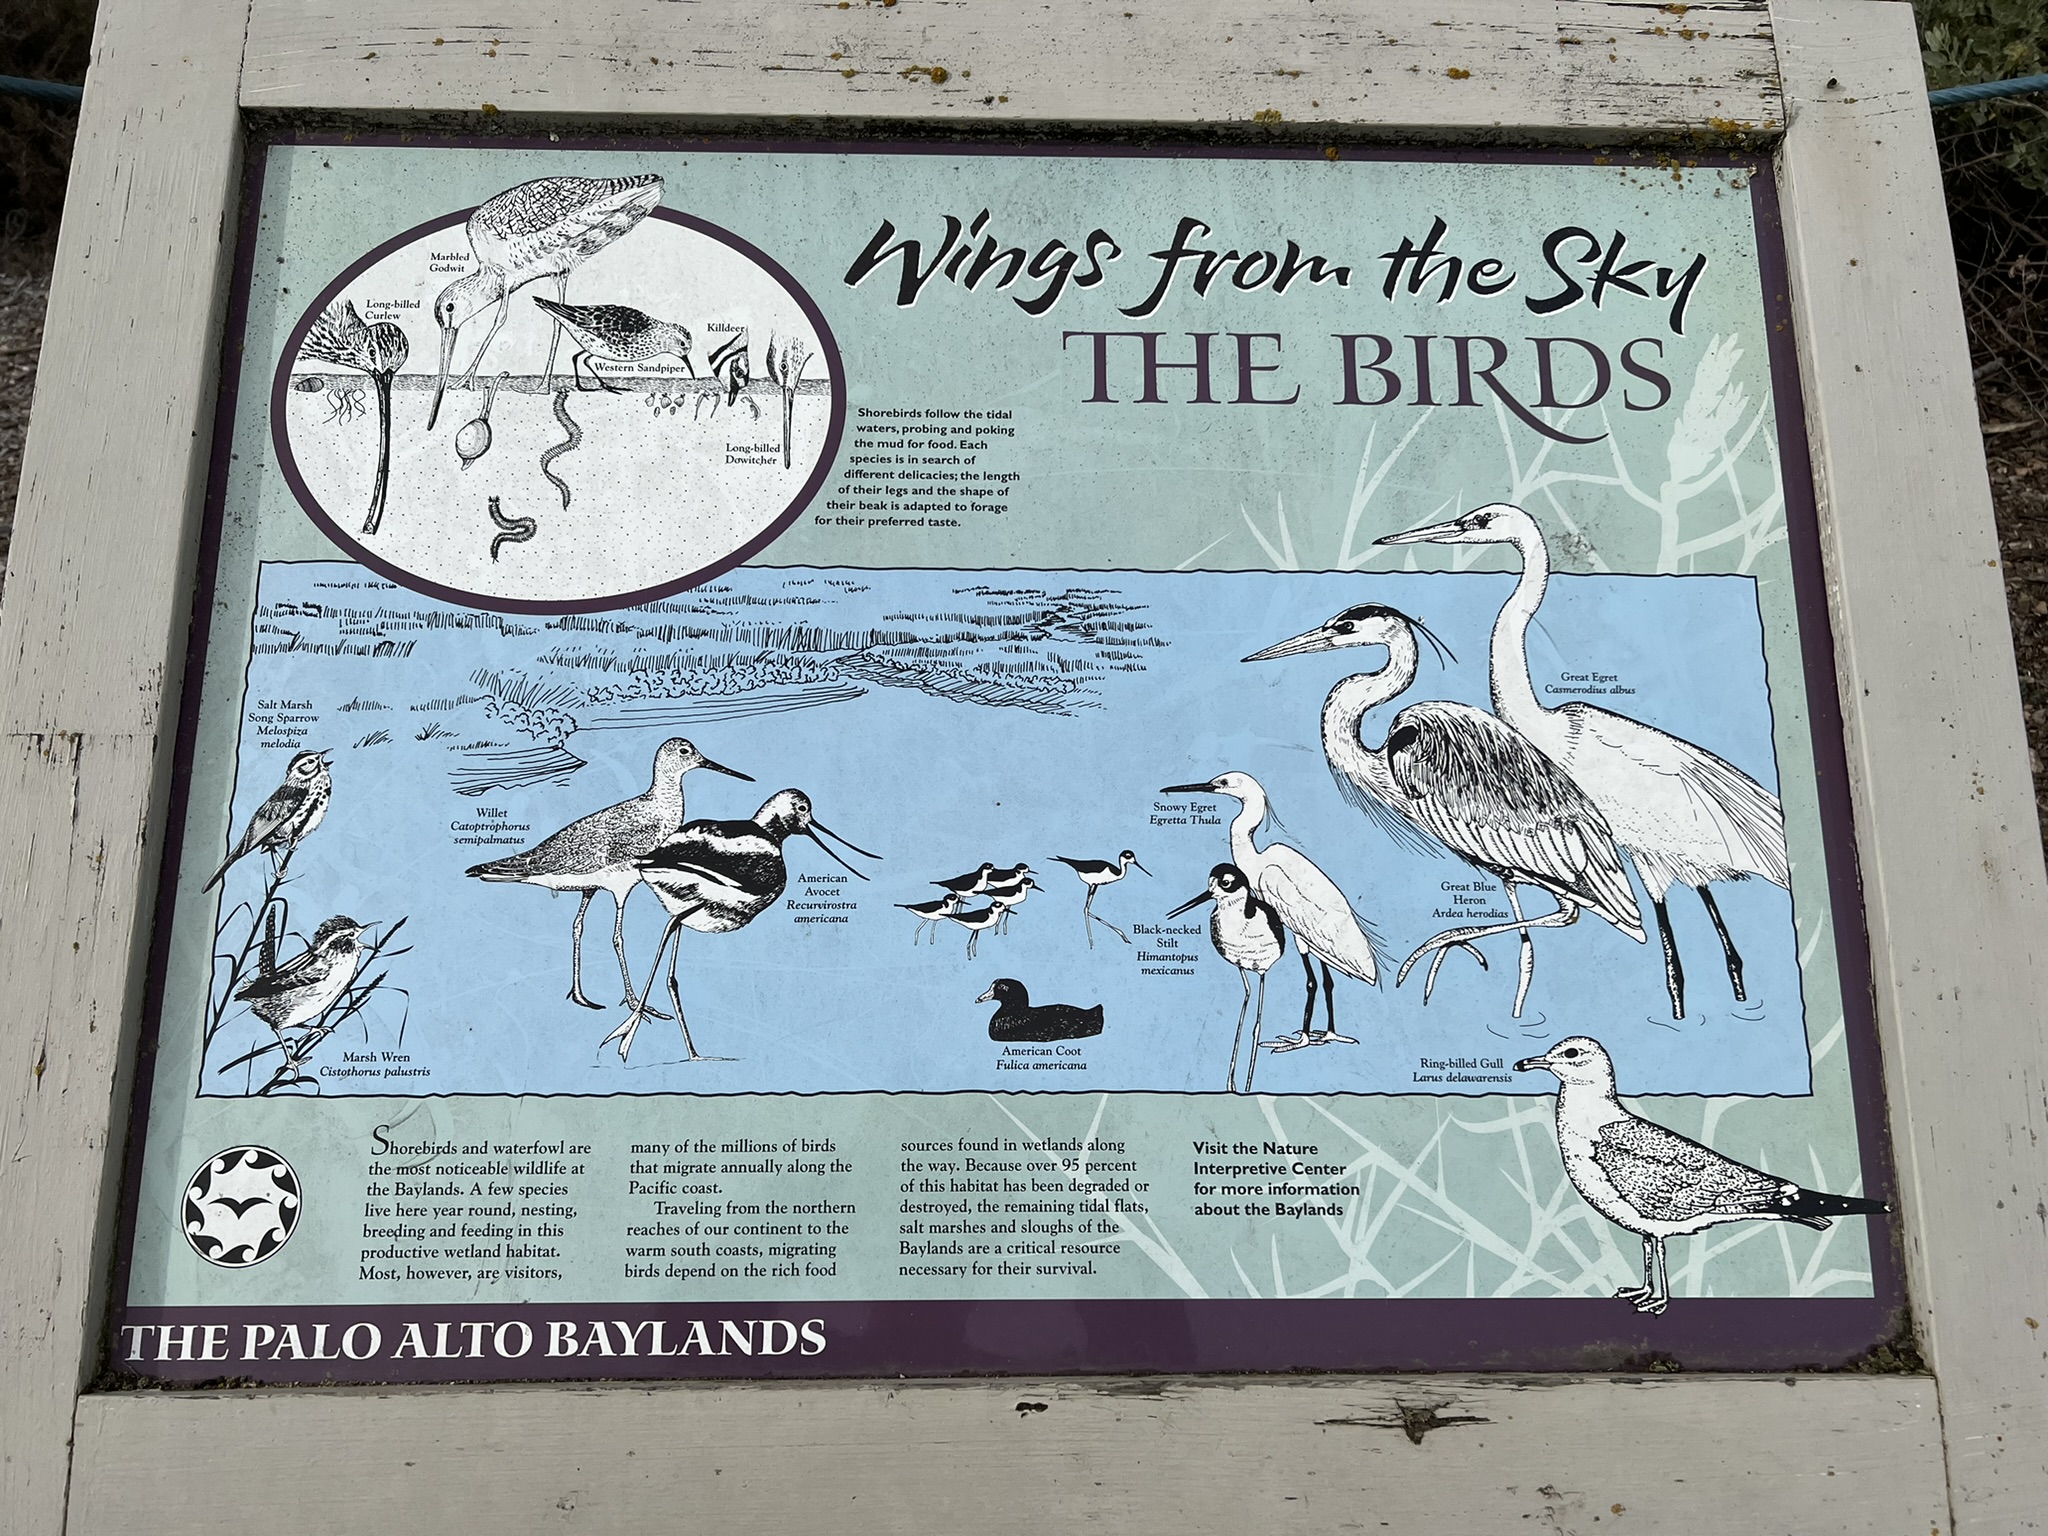 Wings from the Sky
THE BIRDS
Marbled
Godwit
Long-billed
Curlew
Western Sandpiper
Killdeer
Long-billed
Dowitcher
Shorebirds follow the tidal
waters, probing and poking
the mud for food. Each
species is in search of
different delicacies; the length
of their legs and the shape of
their beak is adapted to forage
for their preferred taste.
Salt Marsh
Song Sparrow
Melospiza
melodia
Marsh Wren
Cistothorus palustris
Willet
Catoptrophorus
semipalmatus
American
Avocet
Recurvirostra
americana
American Coot
Fulica americana
Black-necked
Stilt
Himantopus
mexicanus
Snowy Egret
Egretta Thula
Great Blue
Heron
Ardea herodias
Great Egret
Casmerodius albus
Ring-billed Gull
Larus delawarensis
Shorebirds and waterfowl are
the most noticeable wildlife at
the Baylands. A few species
live here year round, nesting,
breeding and feeding in this
productive wetland habitat.
Most, however, are visitors,
many of the millions of birds
that migrate annually along the
Pacific coast.
Traveling from the northern
reaches of our continent to the
warm south coasts, migrating
birds depend on the rich food
sources found in wetlands along
the way. Because over 95 percent
of this habitat has been degraded or
destroyed, the remaining tidal flats,
salt marshes and sloughs of the
Baylands are a critical resource
necessary for their survival.
Visit the Nature
Interpretive Center
for more information
about the Baylands
THE PALO ALTO BAYLANDS